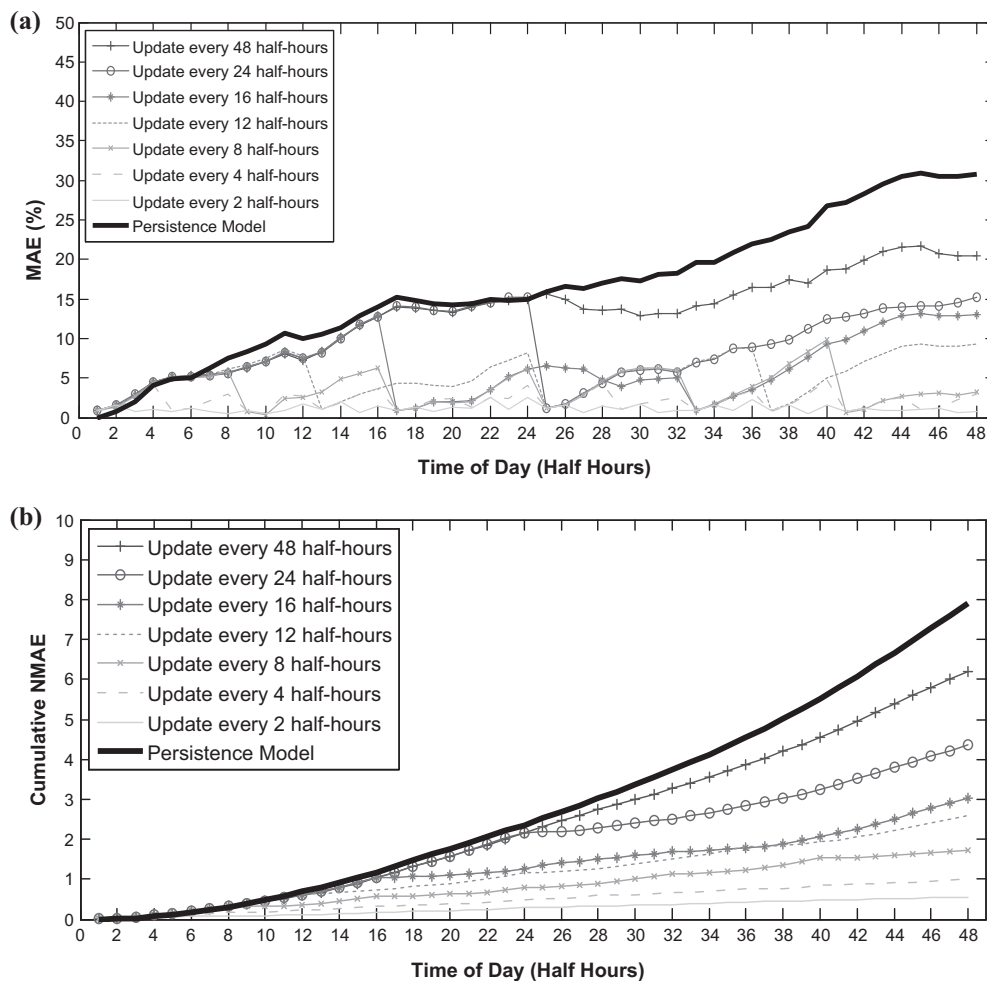 (a)
50
45
40
35
30
25
20
15
10
5
0
MAE (%)
Update every 48 half-hours
Update every 24 half-hours
Update every 16 half-hours
Update every 12 half-hours
Update every 8 half-hours
Update every 4 half-hours
Update every 2 half-hours
Persistence Model
0 2 4 6 8 10 12 14 16 18 20 22 24 26 28 30 32 34 36 38 40 42 44 46 48
Time of Day (Half Hours)
(b)
10
9
8
7
6
5
4
3
2
1
0
Cumulative NMAE
Update every 48 half-hours
Update every 24 half-hours
Update every 16 half-hours
Update every 12 half-hours
Update every 8 half-hours
Update every 4 half-hours
Update every 2 half-hours
Persistence Model
0 2 4 6 8 10 12 14 16 18 20 22 24 26 28 30 32 34 36 38 40 42 44 46 48
Time of Day (Half Hours)